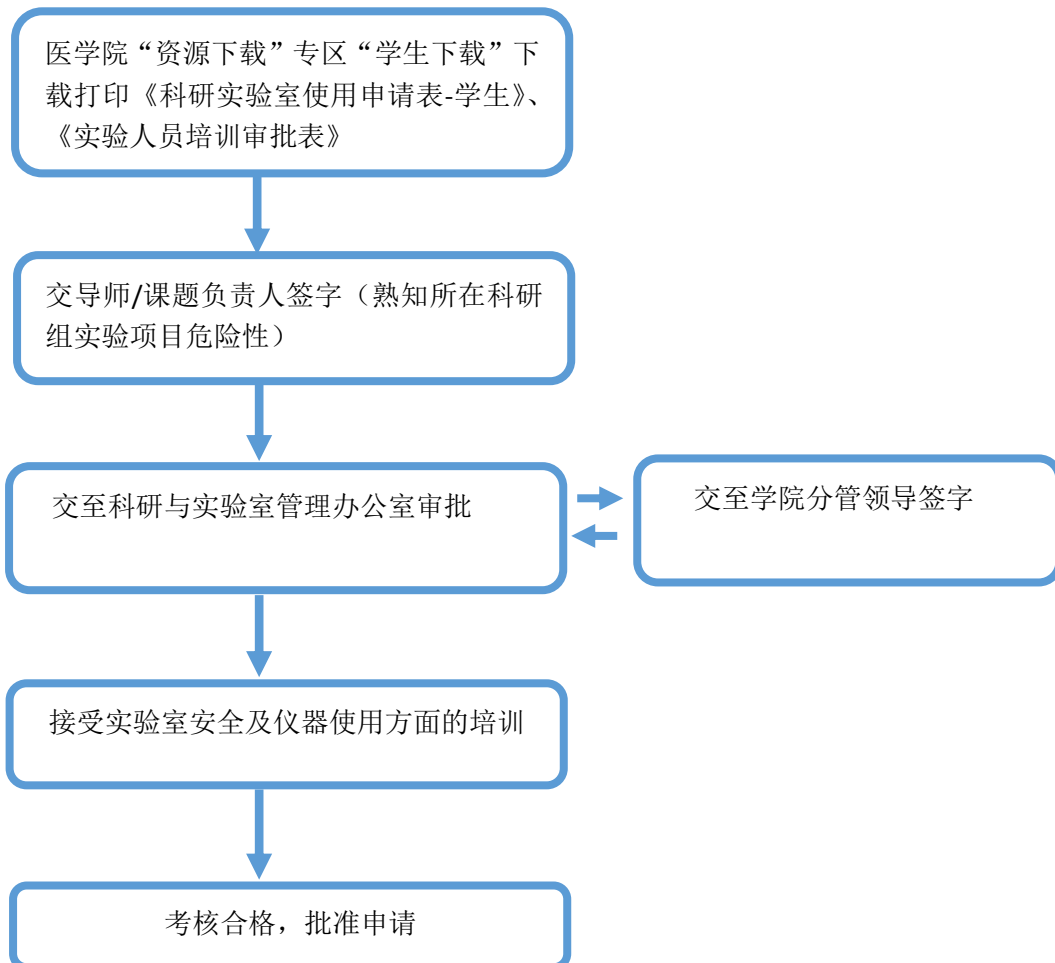 医学院“资源下载”专区“学生下载”下
载打印《科研实验室使用申请表-学生》、
《实验人员培训审批表》
交导师/课题负责人签字（熟知所在科研
组实验项目危险性）
交至科研与实验室管理办公室审批
交至学院分管领导签字
接受实验室安全及仪器使用方面的培训
考核合格，批准申请